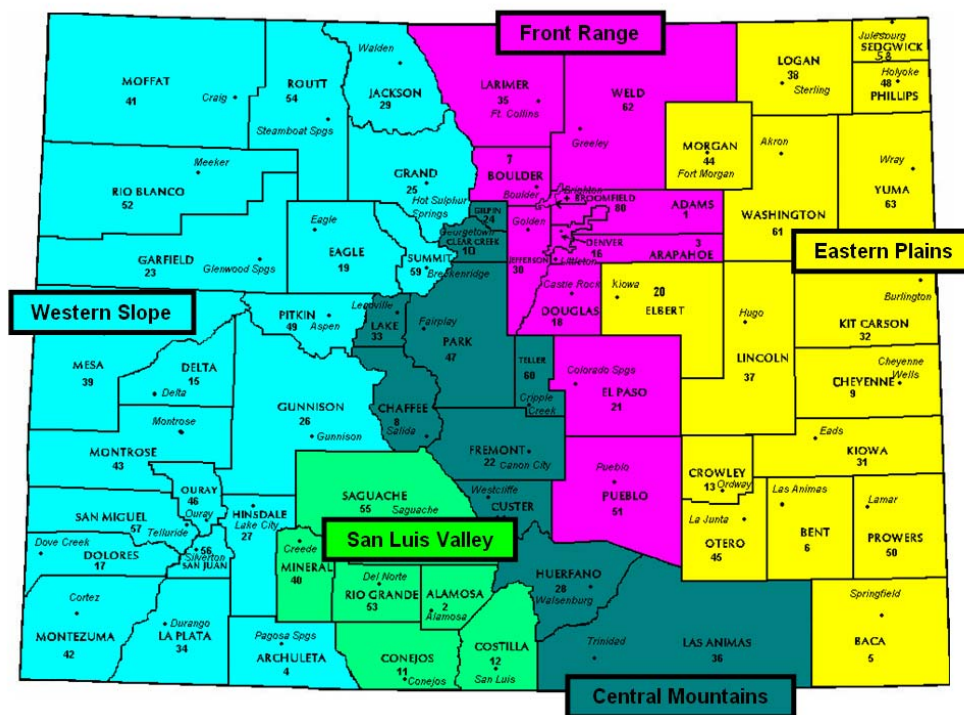 Front Range
Julesburg
SEDGWICK
58
LOGAN
38
Sterling
Holyoke
48
PHILLIPS
Walden
JACKSON
29
MOFFAT
41
Craig
ROUTT
54
Steamboat Spgs
LARIMER
35
Ft. Collins
WELD
62
Greeley
MORGAN
44
Fort Morgan
Akron
WASHINGTON
61
Wray
YUMA
63
Meeker
RIO BLANCO
52
GRAND
25
Hot Sulphur
Springs
7
BOULDER
Boulder
Brighton
BROOMFIELD
80
ADAMS
1
GILPIN
24
Georgetown
CLEAR CREEK
10
Golden
JEFFERSON
30
DENVER
16
Littleton
3
ARAPAHOE
Eastern Plains
Eagle
EAGLE
19
SUMMIT
59
Breckenridge
GARFIELD
23
Glenwood Spgs
Western Slope
PITKIN
49
Aspen
Leadville
LAKE
33
Fairplay
PARK
47
Castle Rock
DOUGLAS
18
Kiowa
20
ELBERT
Hugo
LINCOLN
37
Burlington
KIT CARSON
32
MESA
39
DELTA
15
Delta
TELLER
60
Cripple
Creek
Colorado Spgs
EL PASO
21
Cheyenne
Wells
CHEYENNE
9
Montrose
MONTROSE
43
GUNNISON
26
Gunnison
CHAFFEE
8
Salida
FREMONT
22
Canon City
Eads
KIOWA
31
OURAY
46
Ouray
HINSDALE
Lake City
27
SAGUACHE
55
Saguache
Westcliffe
CUSTER
Pueblo
PUEBLO
51
CROWLEY
13
Ordway
Las Animas
BENT
6
Lamar
PROWERS
50
SAN MIGUEL
57
Telluride
Dove Creek
DOLORES
17
56
Silverton
SAN JUAN
San Luis Valley
Creede
MINERAL
40
Del Norte
RIO GRANDE
53
ALAMOSA
2
Alamosa
HUERFANO
28
Walsenburg
La Junta
OTERO
45
Cortez
MONTEZUMA
42
Durango
LA PLATA
34
Pagosa Spgs
ARCHULETA
4
CONEJOS
11
Conejos
COSTILLA
12
San Luis
Trinidad
LAS ANIMAS
36
Springfield
BACA
5
Central Mountains